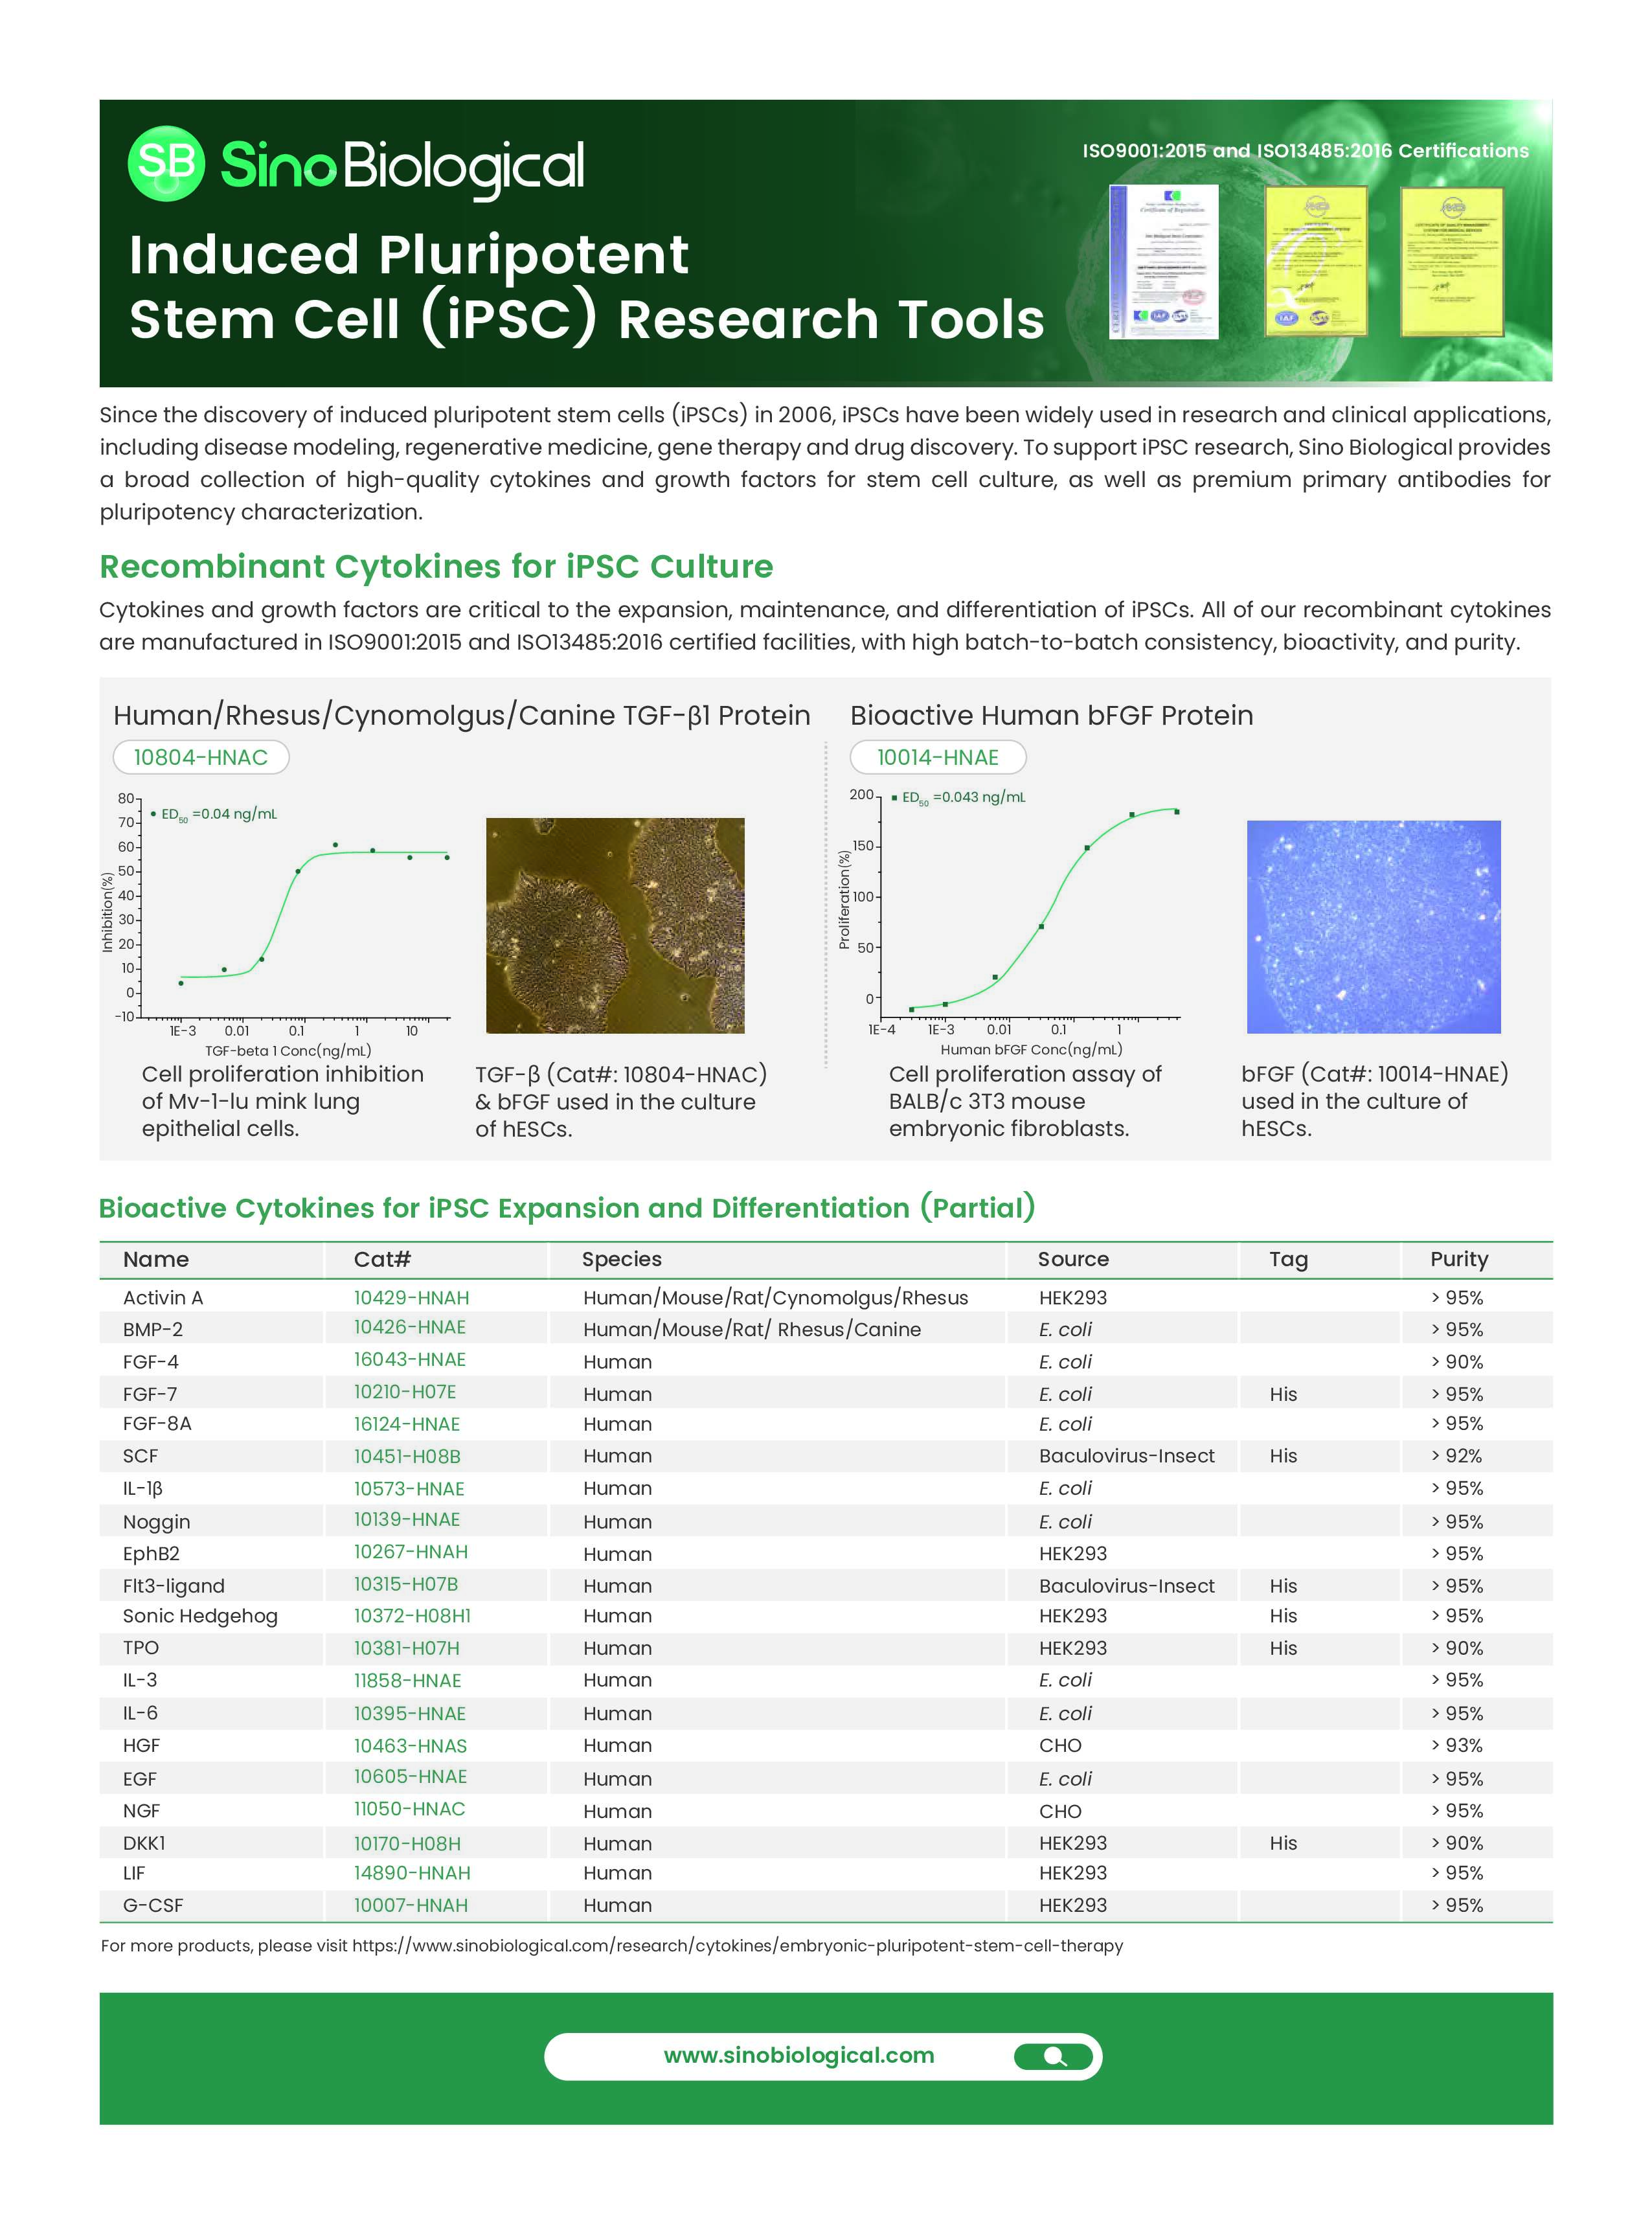 SB SinoBiological
ISO9001:2015 and ISO13485:2016 Certifications
Induced Pluripotent
Stem Cell (iPSC) Research Tools
Since the discovery of induced pluripotent stem cells (iPSCs) in 2006, iPSCs have been widely used in research and clinical applications,
including disease modeling, regenerative medicine, gene therapy and drug discovery. To support iPSC research, Sino Biological provides
a broad collection of high-quality cytokines and growth factors for stem cell culture, as well as premium primary antibodies for
pluripotency characterization.
Recombinant Cytokines for iPSC Culture
Cytokines and growth factors are critical to the expansion, maintenance, and differentiation of iPSCs. All of our recombinant cytokines
are manufactured in ISO9001:2015 and ISO13485:2016 certified facilities, with high batch-to-batch consistency, bioactivity, and purity.
Human/Rhesus/Cynomolgus/Canine TGF-β1 Protein
10804-HNAC
ED50 =0.04 ng/mL
Inhibition(%)
80
70
60
50
40
30
20
10
0
-10
1E-3 0.01 0.1 1 10
TGF-beta 1 Conc(ng/mL)
Cell proliferation inhibition
of Mv-1-lu mink lung
epithelial cells.
TGF-β (Cat#: 10804-HNAC)
& bFGF used in the culture
of hESCs.
Bioactive Human bFGF Protein
10014-HNAE
ED50 =0.043 ng/mL
Proliferation(%)
200
150
100
50
0
1E-4 1E-3 0.01 0.1 1
Human bFGF Conc(ng/mL)
Cell proliferation assay of
BALB/c 3T3 mouse
embryonic fibroblasts.
bFGF (Cat#: 10014-HNAE)
used in the culture of
hESCs.
Bioactive Cytokines for iPSC Expansion and Differentiation (Partial)
Name Cat# Species Source Tag Purity
Activin A 10429-HNAH Human/Mouse/Rat/Cynomolgus/Rhesus HEK293 > 95%
BMP-2 10426-HNAE Human/Mouse/Rat/ Rhesus/Canine E. coli > 95%
FGF-4 16043-HNAE Human E. coli > 90%
FGF-7 10210-H07E Human E. coli His > 95%
FGF-8A 16124-HNAE Human E. coli > 95%
SCF 10451-H08B Human Baculovirus-Insect His > 92%
IL-1β 10573-HNAE Human E. coli > 95%
Noggin 10139-HNAE Human E. coli > 95%
EphB2 10267-HNAH Human HEK293 > 95%
Flt3-ligand 10315-H07B Human Baculovirus-Insect His > 95%
Sonic Hedgehog 10372-H08H1 Human HEK293 His > 95%
TPO 10381-H07H Human HEK293 His > 90%
IL-3 11858-HNAE Human E. coli > 95%
IL-6 10395-HNAE Human E. coli > 95%
HGF 10463-HNAS Human CHO > 93%
EGF 10605-HNAE Human E. coli > 95%
NGF 11050-HNAC Human CHO > 95%
DKK1 10170-H08H Human HEK293 His > 90%
LIF 14890-HNAH Human HEK293 > 95%
G-CSF 10007-HNAH Human HEK293 > 95%
For more products, please visit https://www.sinobiological.com/research/cytokines/embryonic-pluripotent-stem-cell-therapy
www.sinobiological.com